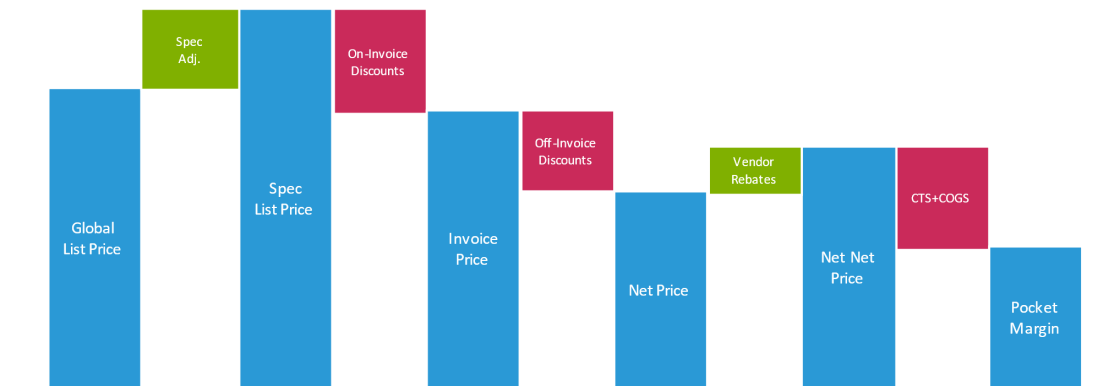 Global
List Price
Spec
Adj.
Spec
List Price
On-Invoice
Discounts
Invoice
Price
Off-Invoice
Discounts
Net Price
Vendor
Rebates
Net Net
Price
CTS+COGS
Pocket
Margin